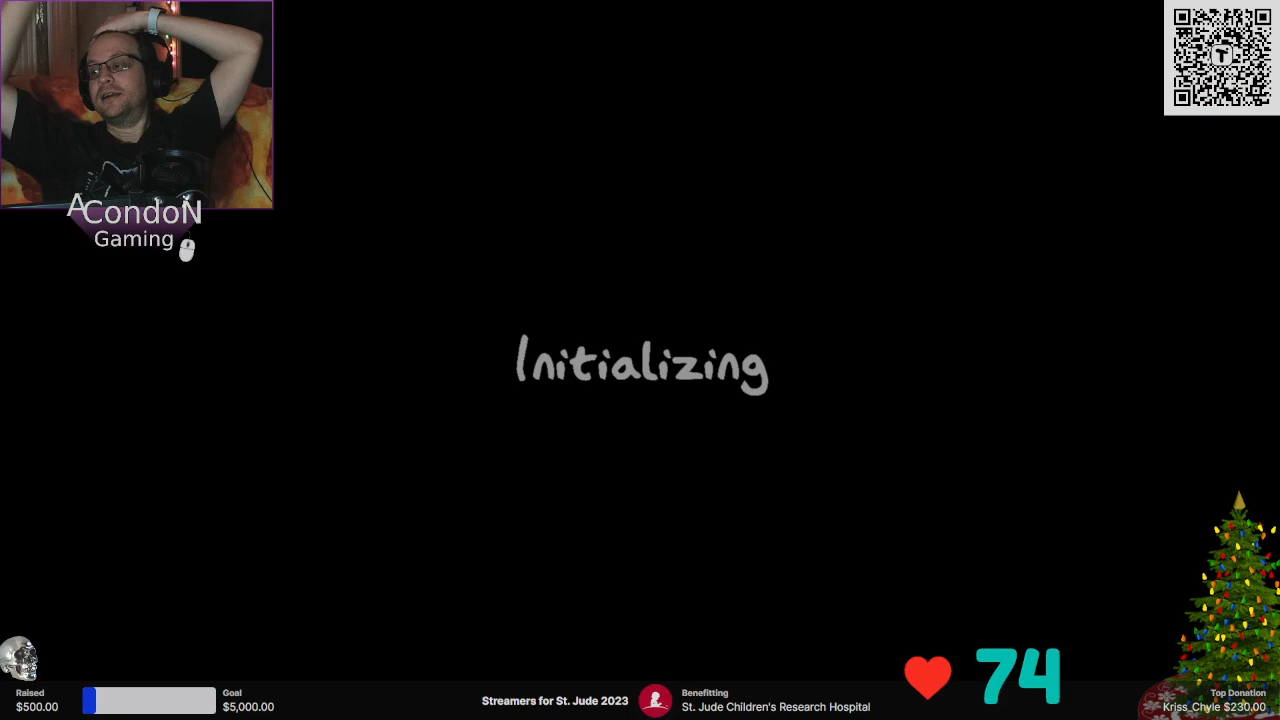 ACondoN
Gaming
Initializing
74
Raised
$500.00
Goal
$5,000.00
Streamers for St. Jude 2023
Benefitting
St. Jude Children's Research Hospital
Top Donation
Kriss_Chyle $230.00